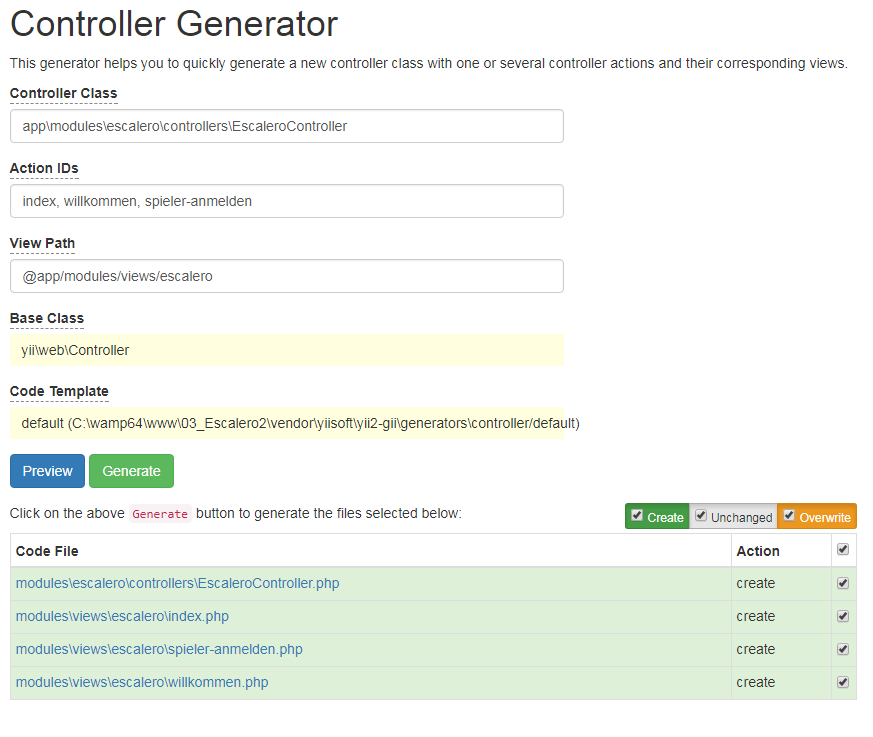 Controller Generator
This generator helps you to quickly generate a new controller class with one or several controller actions and their corresponding views.
Controller Class
app\modules\escalero\controllers\EscaleroController
Action IDs
index, willkommen, spieler-anmelden
View Path
@app/modules/views/escalero
Base Class
yii\web\Controller
Code Template
default (C:\wamp64\www\03_Escalero2\vendor\yiisoft\yii2-gii\generators\controller/default)
Preview Generate
Click on the above Generate button to generate the files selected below: Create Unchanged Overwrite
Code File Action
modules\escalero\controllers\EscaleroController.php create
modules\views\escalero\index.php create
modules\views\escalero\spieler-anmelden.php create
modules\views\escalero\willkommen.php create